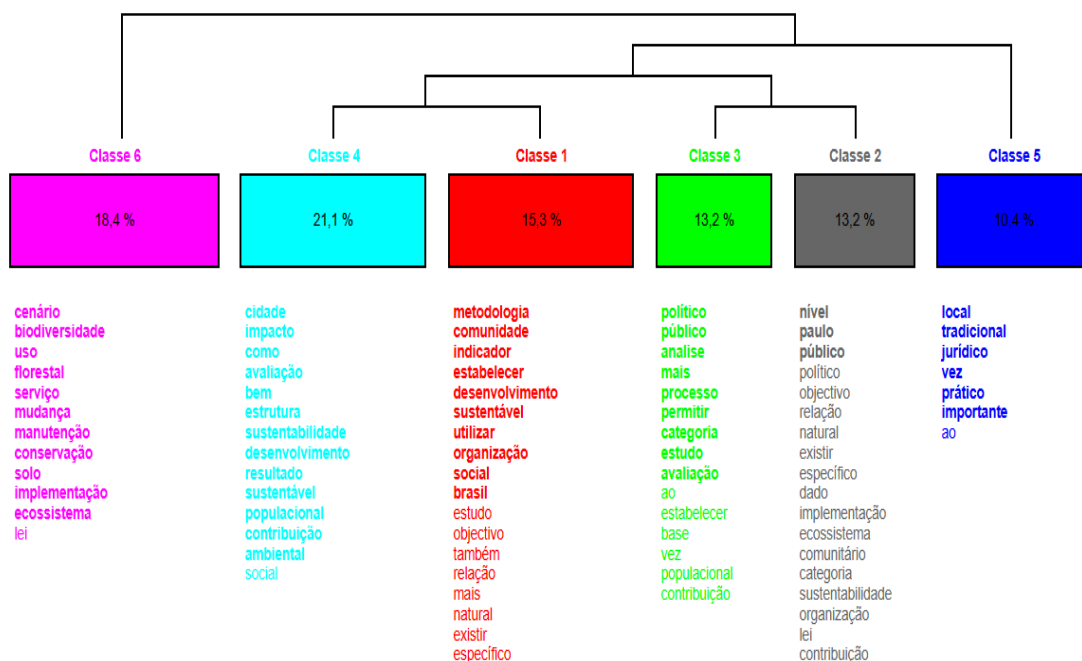 Classe 6
Classe 4
Classe 1
Classe 3
Classe 2
Classe 5
18,4 %
21,1 %
15,3 %
13,2 %
13,2 %
10,4 %
cenário
biodiversidade
uso
florestal
serviço
mudança
manutenção
conservação
solo
implementação
ecossistema
lei
cidade
impacto
como
avaliação
bem
estrutura
sustentabilidade
desenvolvimento
resultado
sustentável
populacional
contribuição
ambiental
social
metodologia
comunidade
indicador
estabelecer
desenvolvimento
sustentável
utilizar
organização
social
brasil
estudo
objectivo
também
relação
mais
natural
existir
específico
político
público
analise
mais
processo
permitir
categoria
estudo
avaliação
ao
estabelecer
base
vez
populacional
contribuição
nível
paulo
público
político
objectivo
relação
natural
existir
específico
dado
implementação
ecossistema
comunitário
categoria
sustentabilidade
organização
lei
contribuição
local
tradicional
jurídico
vez
prático
importante
ao